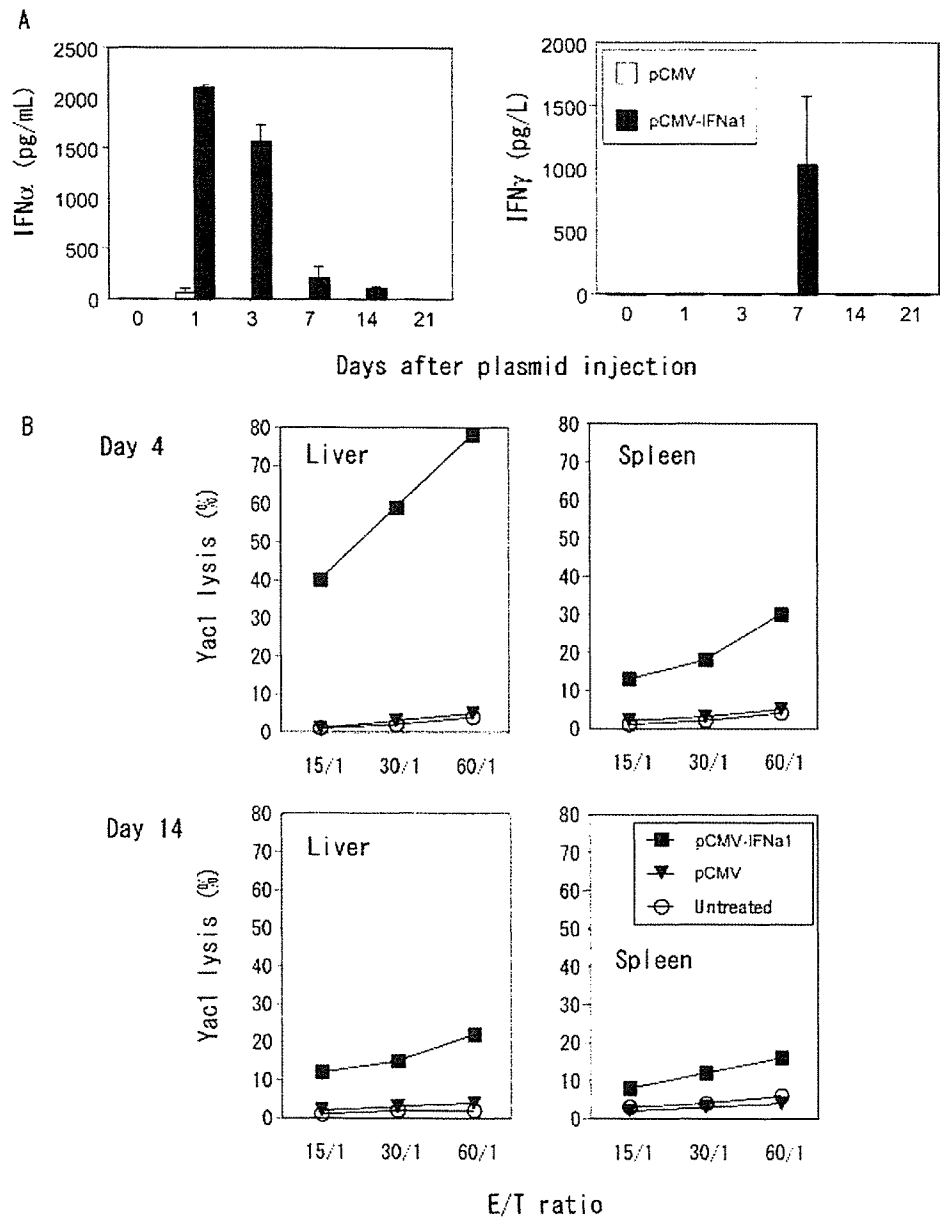 A
IFNα (pg/mL)
2500
2000
1500
1000
500
0
0 1 3 7 14 21
IFNγ (pg/L)
2000
1500
1000
500
0
pCMV
pCMV-IFNa1
0 1 3 7 14 21
Days after plasmid injection
B
Day 4
Yac1 lysis (%)
80
70
60
50
40
30
20
10
0
Liver
15/1 30/1 60/1
80
70
60
50
40
30
20
10
0
Spleen
15/1 30/1 60/1
Day 14
Yac1 lysis (%)
80
70
60
50
40
30
20
10
0
Liver
15/1 30/1 60/1
80
70
60
50
40
30
20
10
0
pCMV-IFNa1
pCMV
Untreated
Spleen
15/1 30/1 60/1
E/T ratio